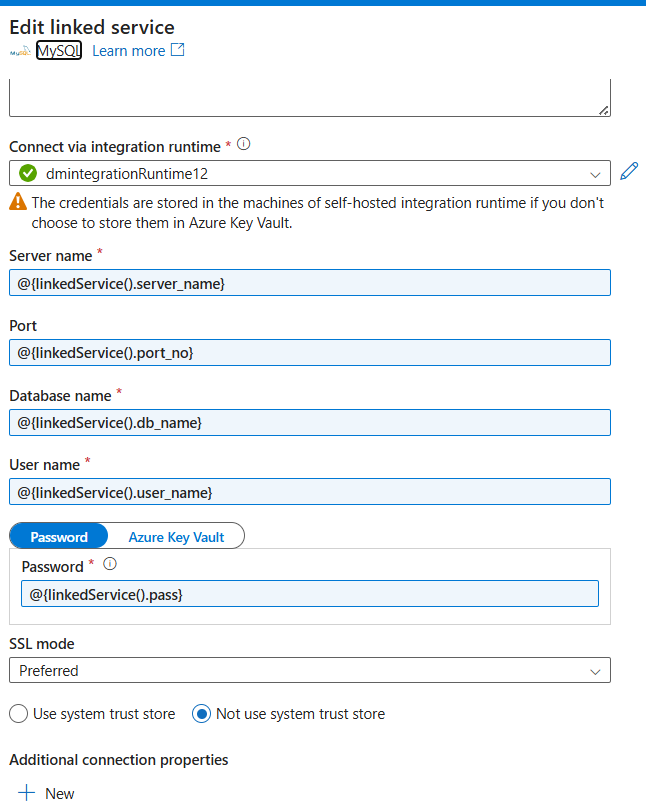 Edit linked service
MySQL MySQL Learn more
Connect via integration runtime *
dmintegrationRuntime12
The credentials are stored in the machines of self-hosted integration runtime if you don't
choose to store them in Azure Key Vault.
Server name *
@{linkedService().server_name}
Port
@{linkedService().port_no}
Database name *
@{linkedService().db_name}
User name *
@{linkedService().user_name}
Password Azure Key Vault
Password *
@{linkedService().pass}
SSL mode
Preferred
Use system trust store Not use system trust store
Additional connection properties
New